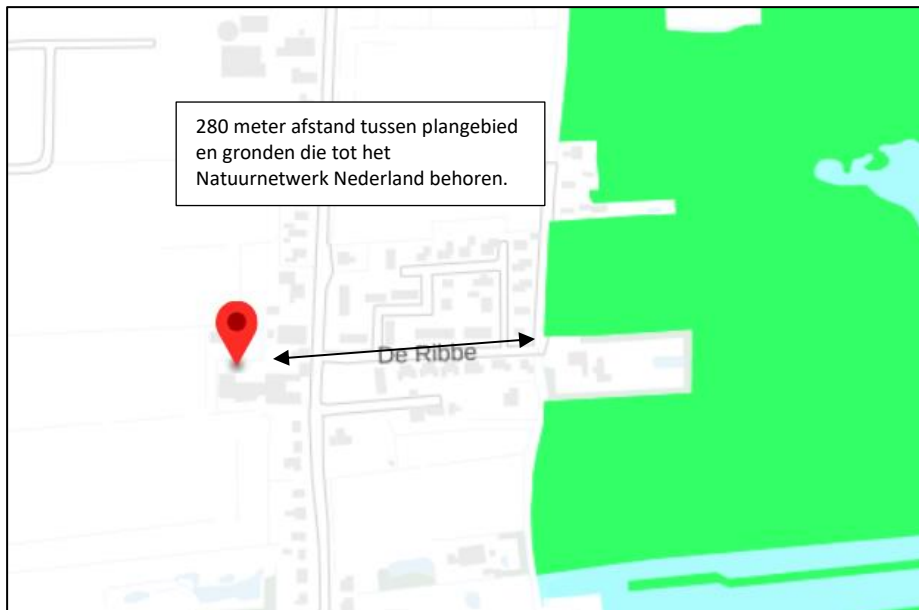 280 meter afstand tussen plangebied
en gronden die tot het
Natuurnetwerk Nederland behoren.
De Ribbe